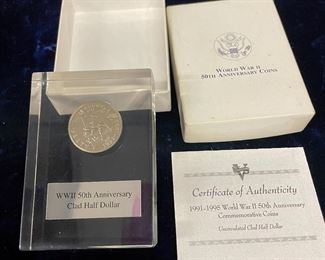 WORLD WAR II
50TH ANNIVERSARY COINS
WWII 50th Anniversary
Clad Half Dollar
V
Certificate of Authenticity
1991-1995 World War II 50th Anniversary
Commemorative Coins
Uncirculated Clad Half Dollar